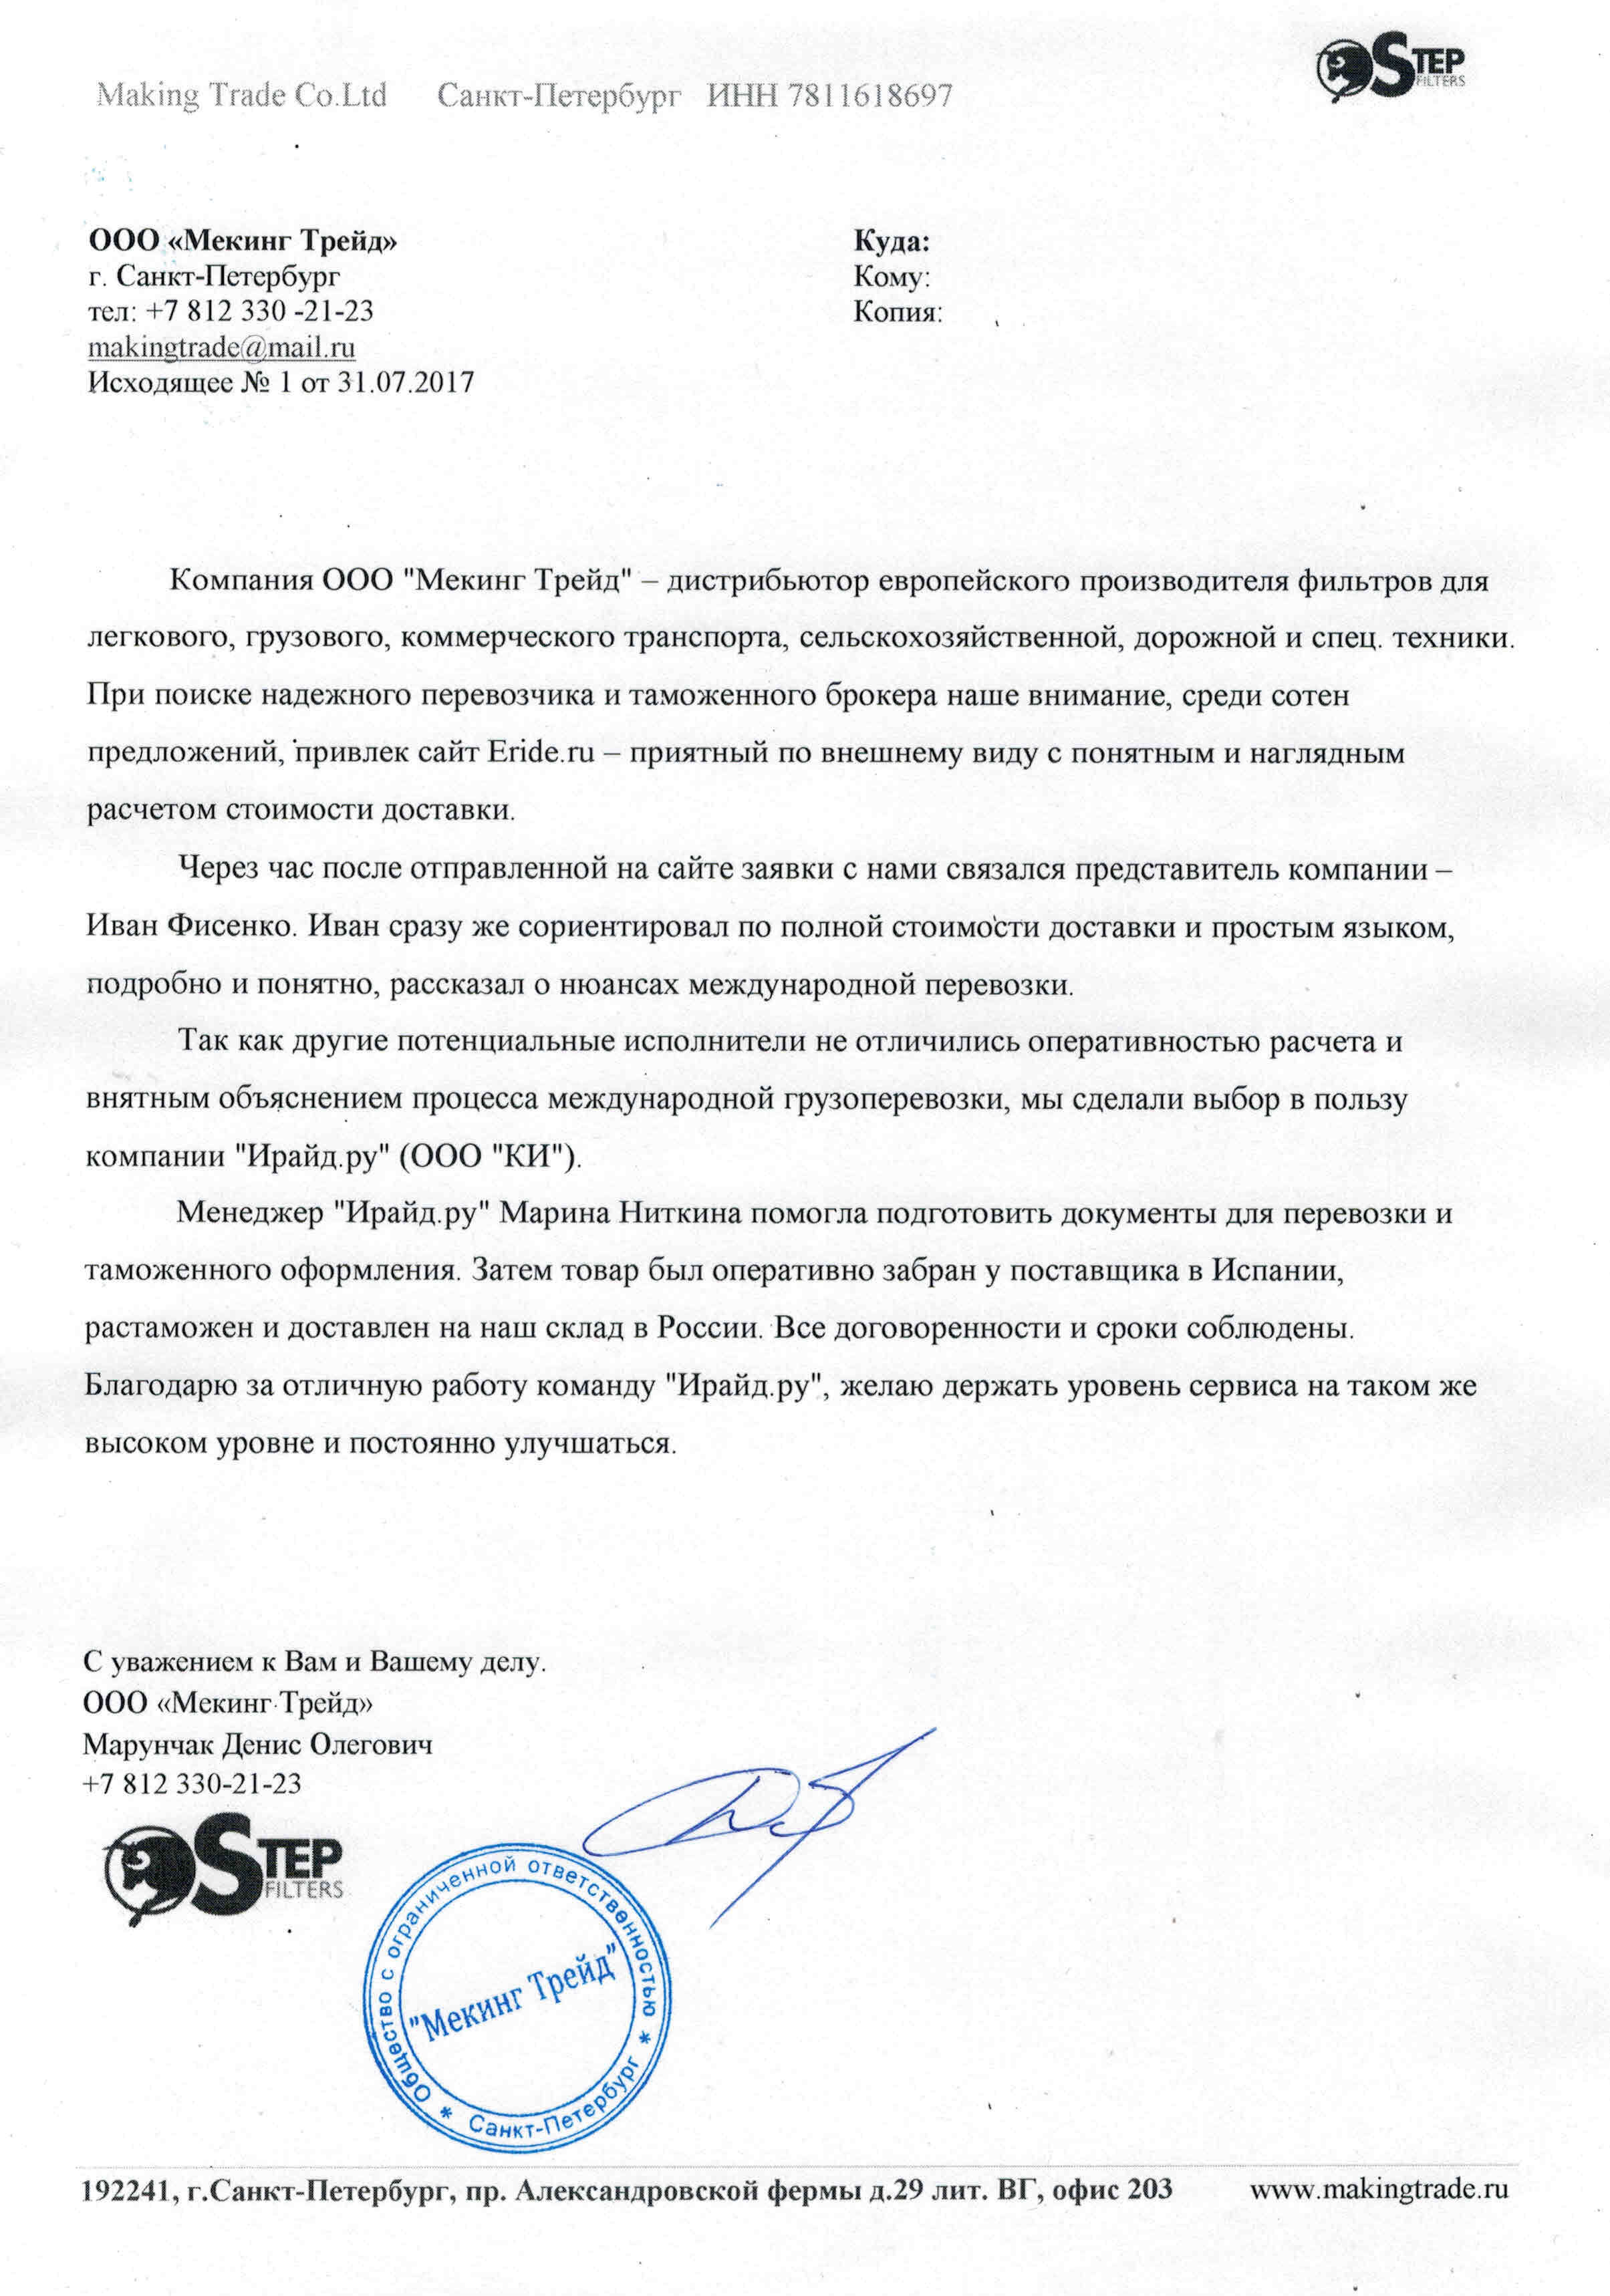 Making Trade Co.Ltd Санкт-Петербург ИНН 7811618697
STEP
FILTERS
ООО «Мекинг Трейд»
г. Санкт-Петербург
тел: +7 812 330 -21-23
makingtrade@mail.ru
Исходящее № 1 от 31.07.2017
Куда:
Кому:
Копия:
Компания ООО "Мекинг Трейд" – дистрибьютор европейского производителя фильтров для
легкового, грузового, коммерческого транспорта, сельскохозяйственной, дорожной и спец. техники.
При поиске надежного перевозчика и таможенного брокера наше внимание, среди сотен
предложений, привлек сайт Eride.ru – приятный по внешнему виду с понятным и наглядным
расчетом стоимости доставки.
Через час после отправленной на сайте заявки с нами связался представитель компании –
Иван Фисенко. Иван сразу же сориентировал по полной стоимости доставки и простым языком,
подробно и понятно, рассказал о нюансах международной перевозки.
Так как другие потенциальные исполнители не отличились оперативностью расчета и
внятным объяснением процесса международной грузоперевозки, мы сделали выбор в пользу
компании "Ирайд.ру" (ООО "КИ").
Менеджер "Ирайд.ру" Марина Ниткина помогла подготовить документы для перевозки и
таможенного оформления. Затем товар был оперативно забран у поставщика в Испании,
растаможен и доставлен на наш склад в России. Все договоренности и сроки соблюдены.
Благодарю за отличную работу команду "Ирайд.ру", желаю держать уровень сервиса на таком же
высоком уровне и постоянно улучшаться.
С уважением к Вам и Вашему делу.
ООО «Мекинг Трейд»
Марунчак Денис Олегович
+7 812 330-21-23
STEP
FILTERS
Общество с ограниченной ответственностью
"Мекинг Трейд"
* Санкт-Петербург *
192241, г.Санкт-Петербург, пр. Александровской фермы д.29 лит. ВГ, офис 203 www.makingtrade.ru